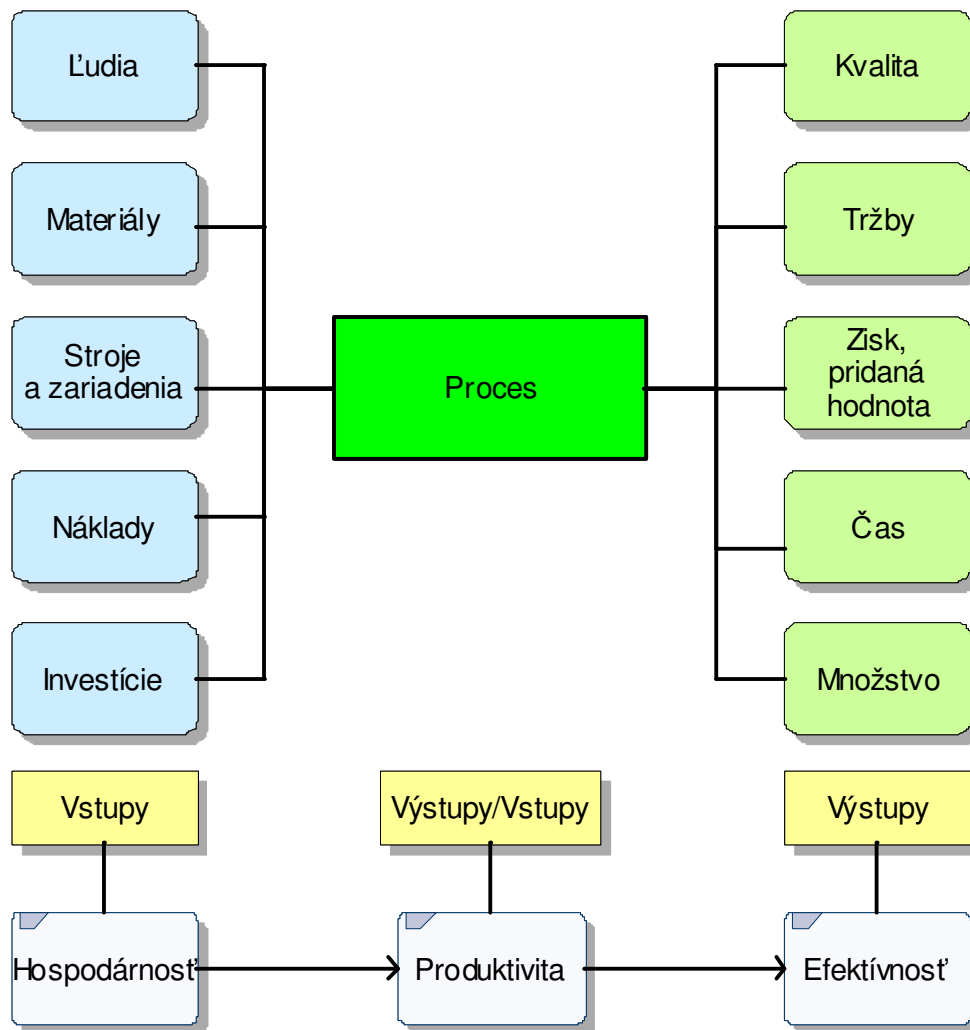 Ľudia
Materiály
Stroje
a zariadenia
Náklady
Investície
Proces
Kvalita
Tržby
Zisk,
pridaná
hodnota
Čas
Množstvo
Vstupy
Výstupy/Vstupy
Výstupy
Hospodárnosť
Produktivita
Efektívnosť